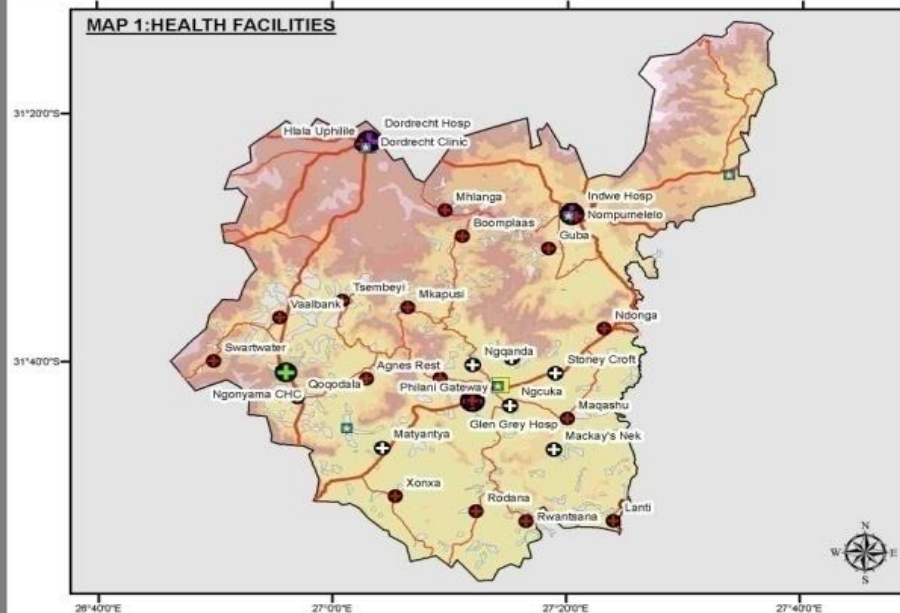 MAP 1:HEALTH FACILITIES
Dordrecht Hosp
Hlala Uphilile
Dordrecht Clinic
31°20'0"S
Mhlanga
Indwe Hosp
Nompumelelo
Boomplaas
Guba
Tsembeyi
Mkapusi
Vaalbank
Ndonga
Swartwater
Ngqanda
Stoney Croft
31°40'0"S
Agnes Rest
Qoqodala
Philani Gateway
Ngonyama CHC
Ngcuka
Maqashu
Glen Grey Hosp
Matyantya
Mackay's Nek
Xonxa
Rodana
Lanti
Rwantsana
N
W
E
S
26°40'0"E
27°0'0"E
27°20'0"E
27°40'0"E